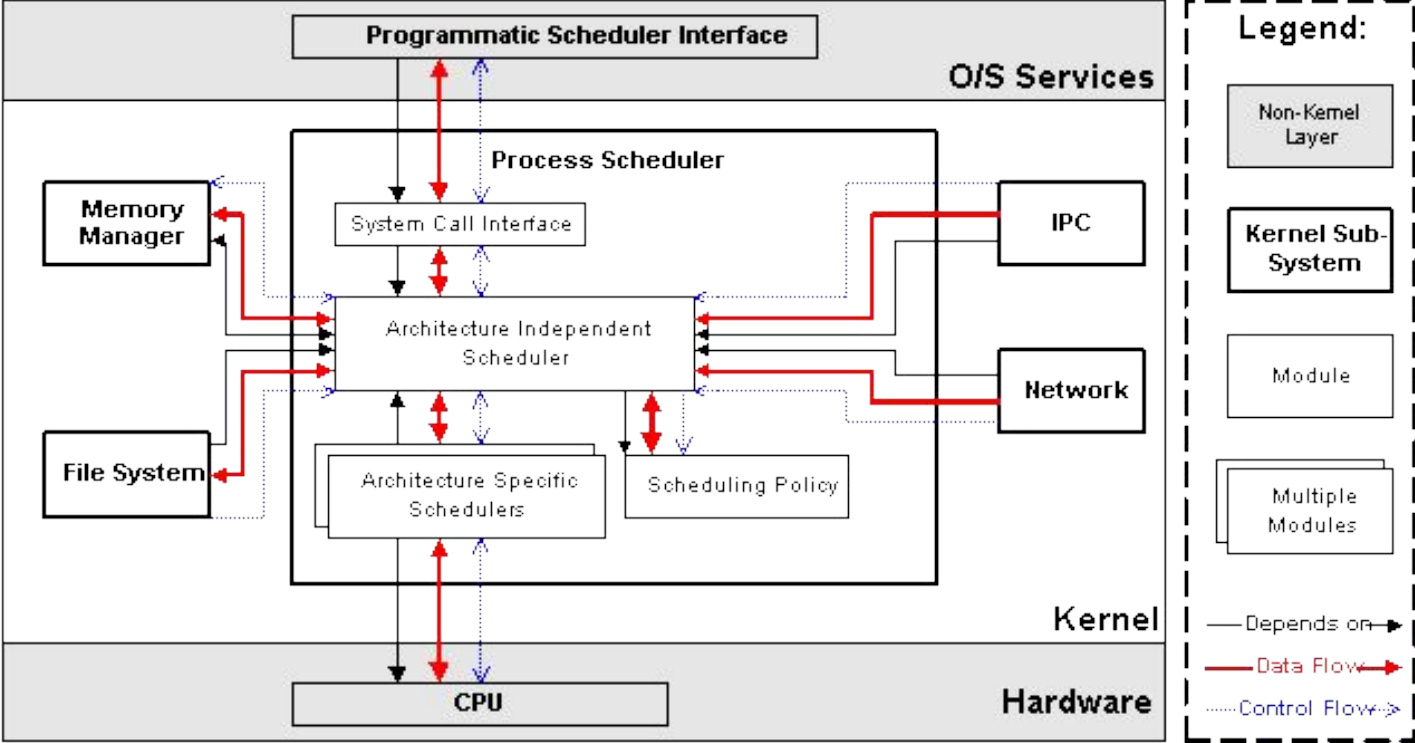 Programmatic Scheduler Interface
O/S Services
Process Scheduler
Memory
Manager
System Call Interface
IPC
Architecture Independent
Scheduler
Network
File System
Architecture Specific
Schedulers
Scheduling Policy
Kernel
CPU
Hardware
Legend:
Non-Kernel
Layer
Kernel Sub-
System
Module
Multiple
Modules
Depends on
Data Flow
Control Flow